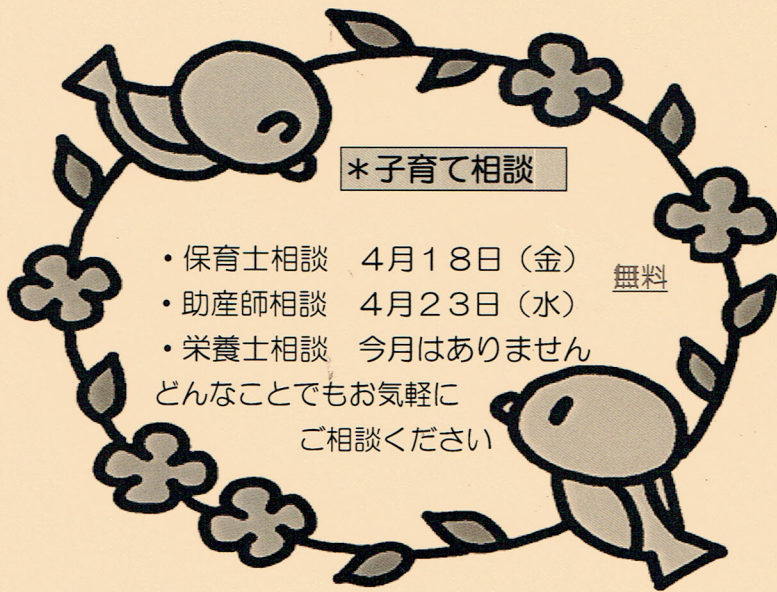 ＊子育て相談
・保育士相談　４月１８日（金）
無料
・助産師相談　４月２３日（水）
・栄養士相談　今月はありません
どんなことでもお気軽に
ご相談ください